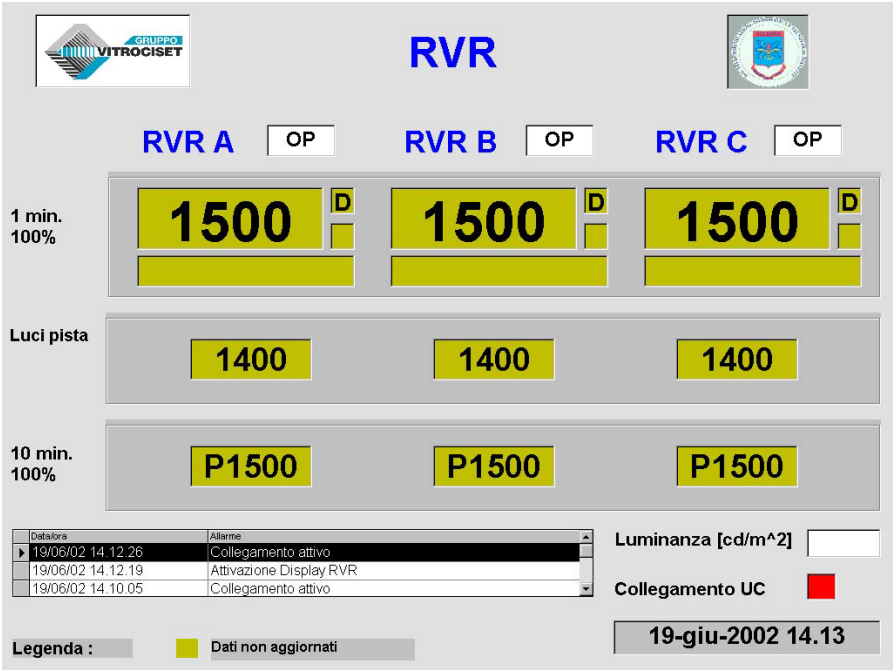 GRUPPO
VITROCISET
RVR
RVR A OP RVR B OP RVR C OP
1 min.
100%
1500 D 1500 D 1500 D
Luci pista
1400 1400 1400
10 min.
100%
P1500 P1500 P1500
Data/ora Allarme
19/06/02 14.12.26 Collegamento attivo
19/06/02 14.12.19 Attivazione Display RVR
19/06/02 14.10.05 Collegamento attivo
Luminanza [cd/m^2]
Collegamento UC
19-giu-2002 14.13
Legenda : Dati non aggiornati